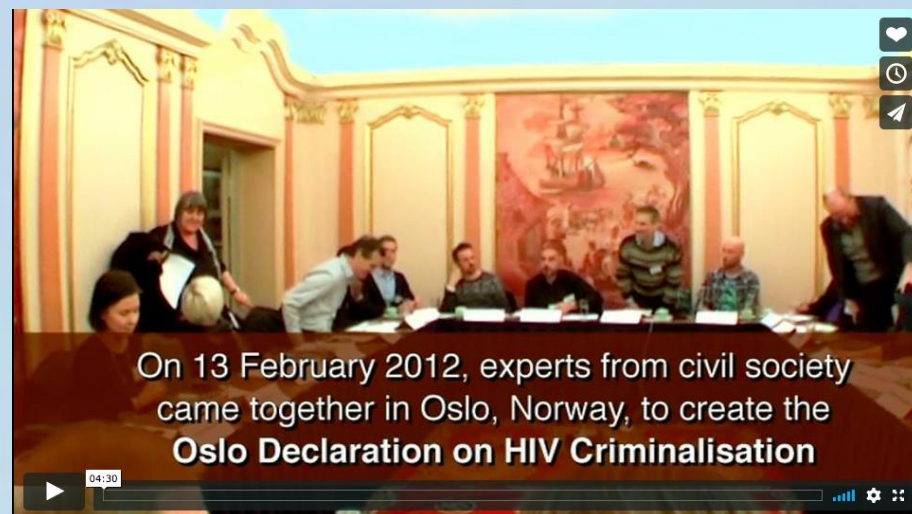 On 13 February 2012, experts from civil society
came together in Oslo, Norway, to create the
Oslo Declaration on HIV Criminalisation
04:30